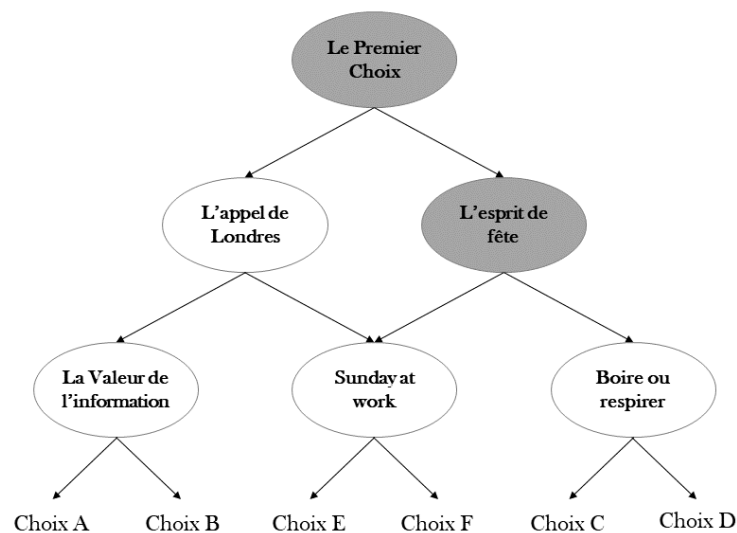 Le Premier
Choix
L'appel de
Londres
L'esprit de
fête
La Valeur de
l'information
Sunday at
work
Boire ou
respirer
Choix A
Choix B
Choix E
Choix F
Choix C
Choix D